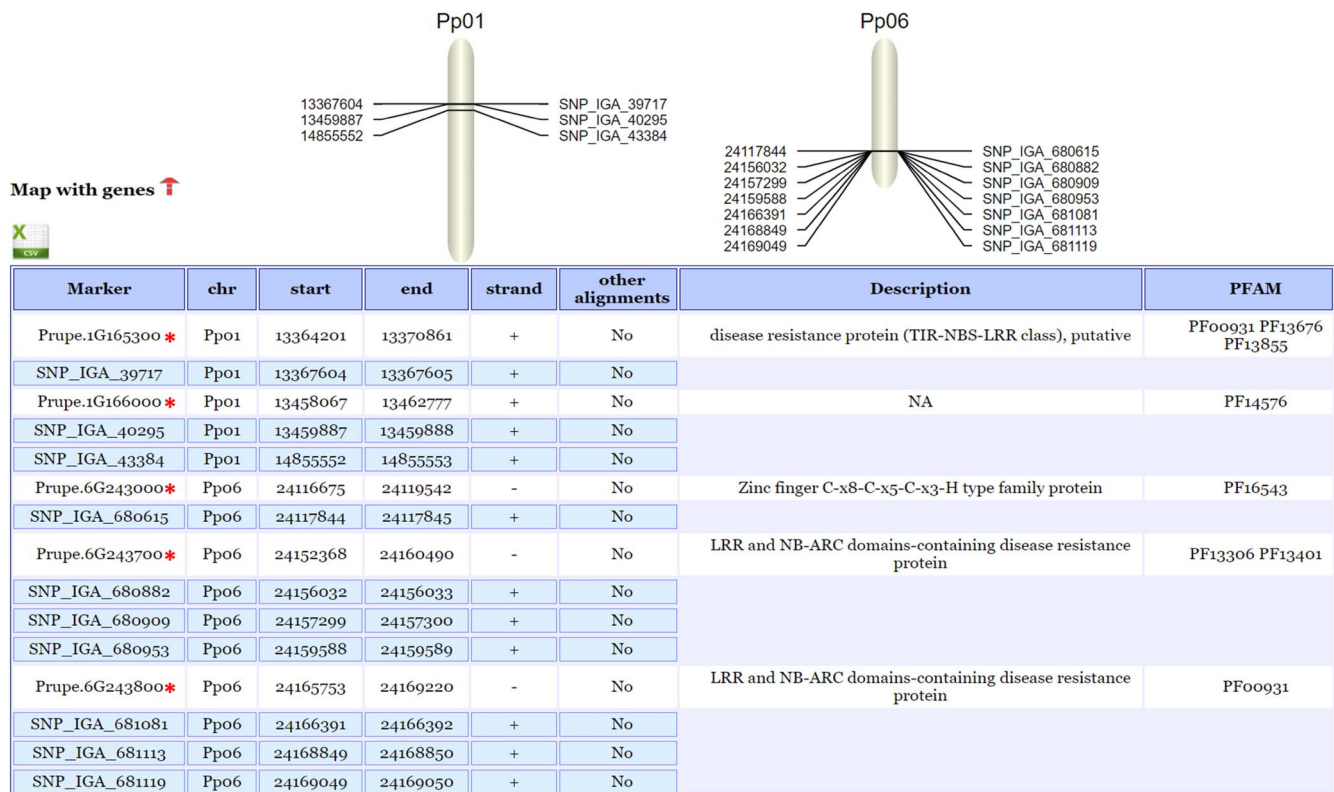 Pp01
Pp06
13367604 SNP_IGA_39717
13459887 SNP_IGA_40295
14855552 SNP_IGA_43384
24117844 SNP_IGA_680615
24156032 SNP_IGA_680882
24157299 SNP_IGA_680909
24159588 SNP_IGA_680953
24166391 SNP_IGA_681081
24168849 SNP_IGA_681113
24169049 SNP_IGA_681119
Map with genes
X
CSV
Marker chr start end strand other alignments Description PFAM
Prupe.1G165300 * Pp01 13364201 13370861 + No disease resistance protein (TIR-NBS-LRR class), putative PF00931 PF13676
PF13855
SNP_IGA_39717 Pp01 13367604 13367605 + No
Prupe.1G166000 * Pp01 13458067 13462777 + No NA PF14576
SNP_IGA_40295 Pp01 13459887 13459888 + No
SNP_IGA_43384 Pp01 14855552 14855553 + No
Prupe.6G243000* Pp06 24116675 24119542 - No Zinc finger C-x8-C-x5-C-x3-H type family protein PF16543
SNP_IGA_680615 Pp06 24117844 24117845 + No
Prupe.6G243700* Pp06 24152368 24160490 - No LRR and NB-ARC domains-containing disease resistance
protein PF13306 PF13401
SNP_IGA_680882 Pp06 24156032 24156033 + No
SNP_IGA_680909 Pp06 24157299 24157300 + No
SNP_IGA_680953 Pp06 24159588 24159589 + No
Prupe.6G243800* Pp06 24165753 24169220 - No LRR and NB-ARC domains-containing disease resistance
protein PF00931
SNP_IGA_681081 Pp06 24166391 24166392 + No
SNP_IGA_681113 Pp06 24168849 24168850 + No
SNP_IGA_681119 Pp06 24169049 24169050 + No